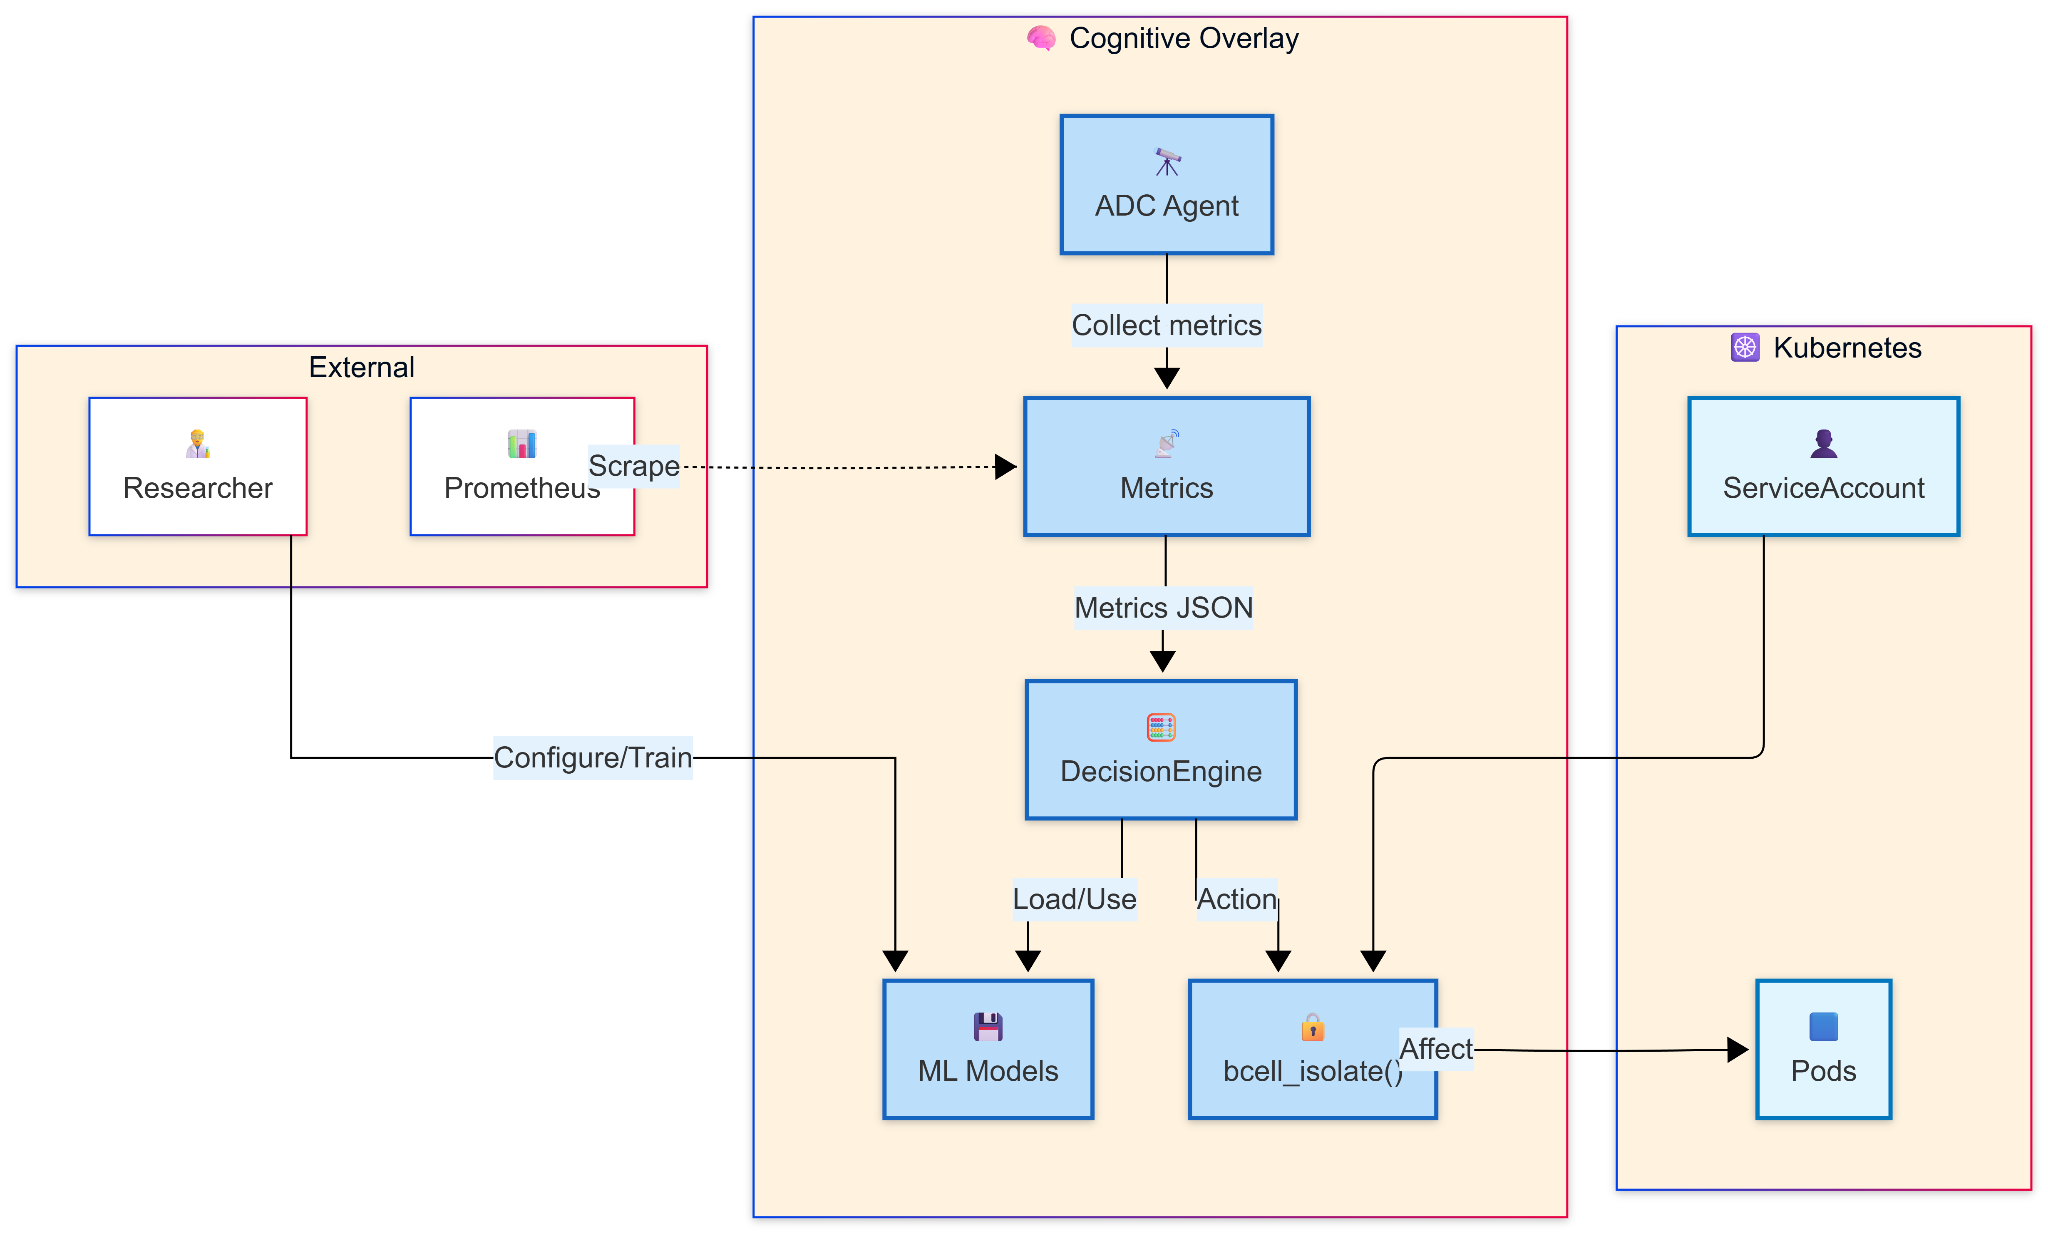 Cognitive Overlay
ADC Agent
Collect metrics
External
Researcher
Prometheus
Scrape
Metrics
Kubernetes
ServiceAccount
Metrics JSON
DecisionEngine
Configure/Train
Load/Use
Action
ML Models
bcell_isolate()
Affect
Pods